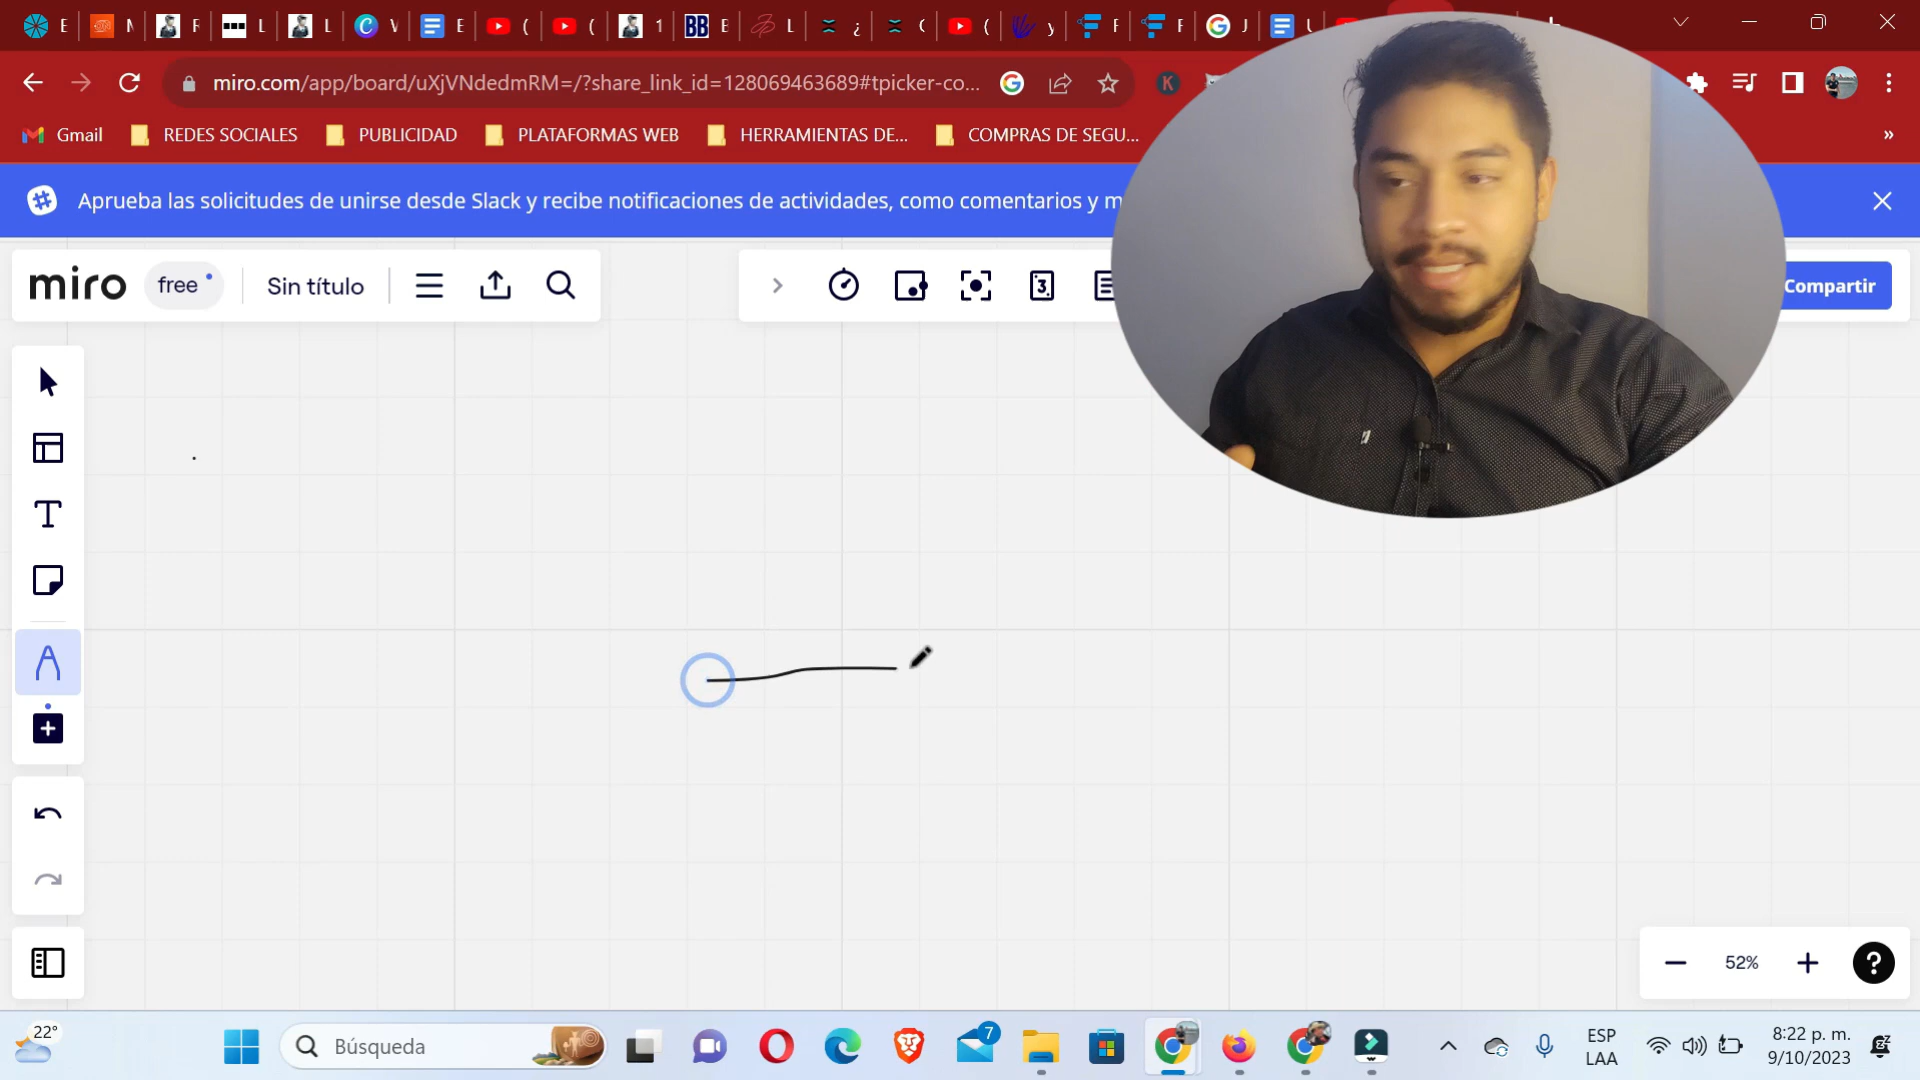 miro.com/app/board/uXjVNdedmRM=/?share_link_id=128069463689#tpicker-co...
Gmail
REDES SOCIALES
PUBLICIDAD
PLATAFORMAS WEB
HERRAMIENTAS DE...
COMPRAS DE SEGU...
»
Aprueba las solicitudes de unirse desde Slack y recibe notificaciones de actividades, como comentarios y m
miro
free
Sin título
Compartir
52%
22°
Búsqueda
7
ESP
LAA
8:22 p. m.
9/10/2023